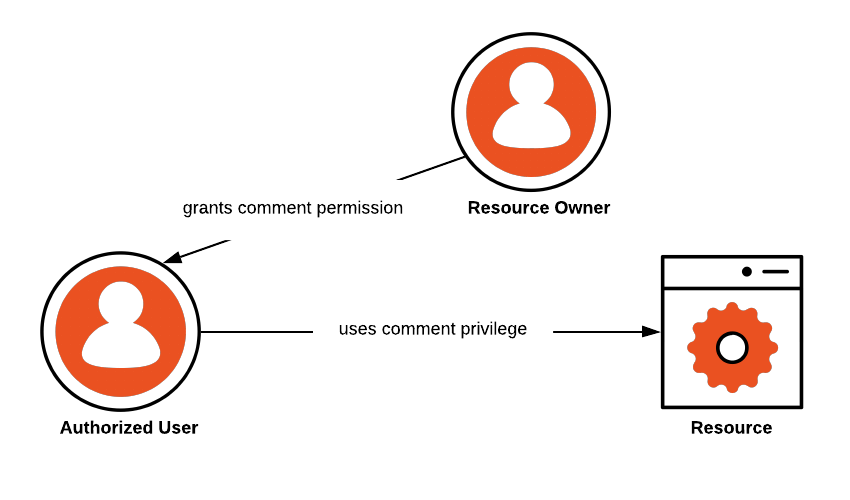 grants comment permission
Resource Owner
uses comment privilege
Authorized User
Resource